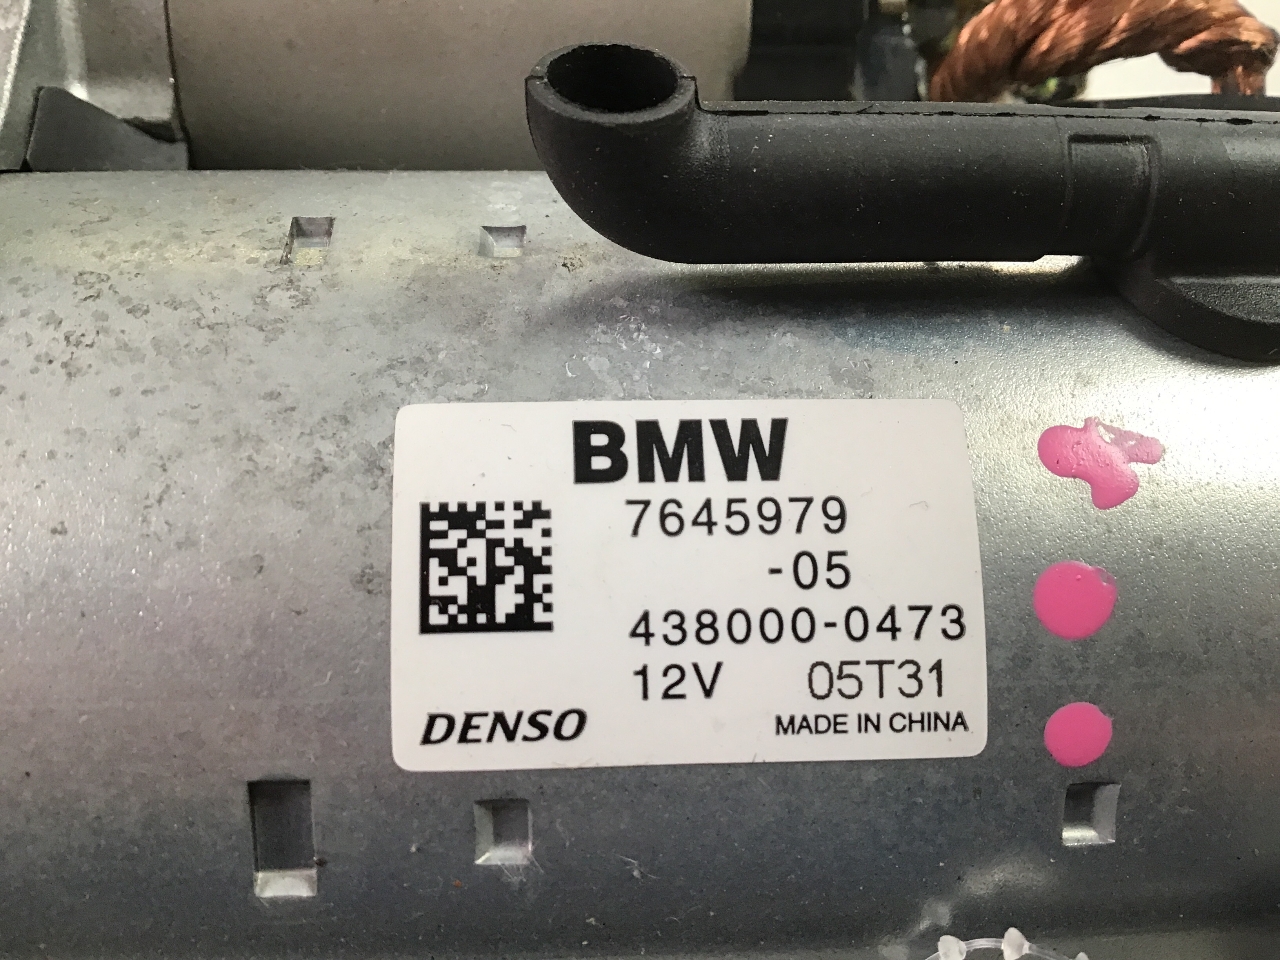 BMW
7645979
-05
438000-0473
12V 05T31
DENSO MADE IN CHINA